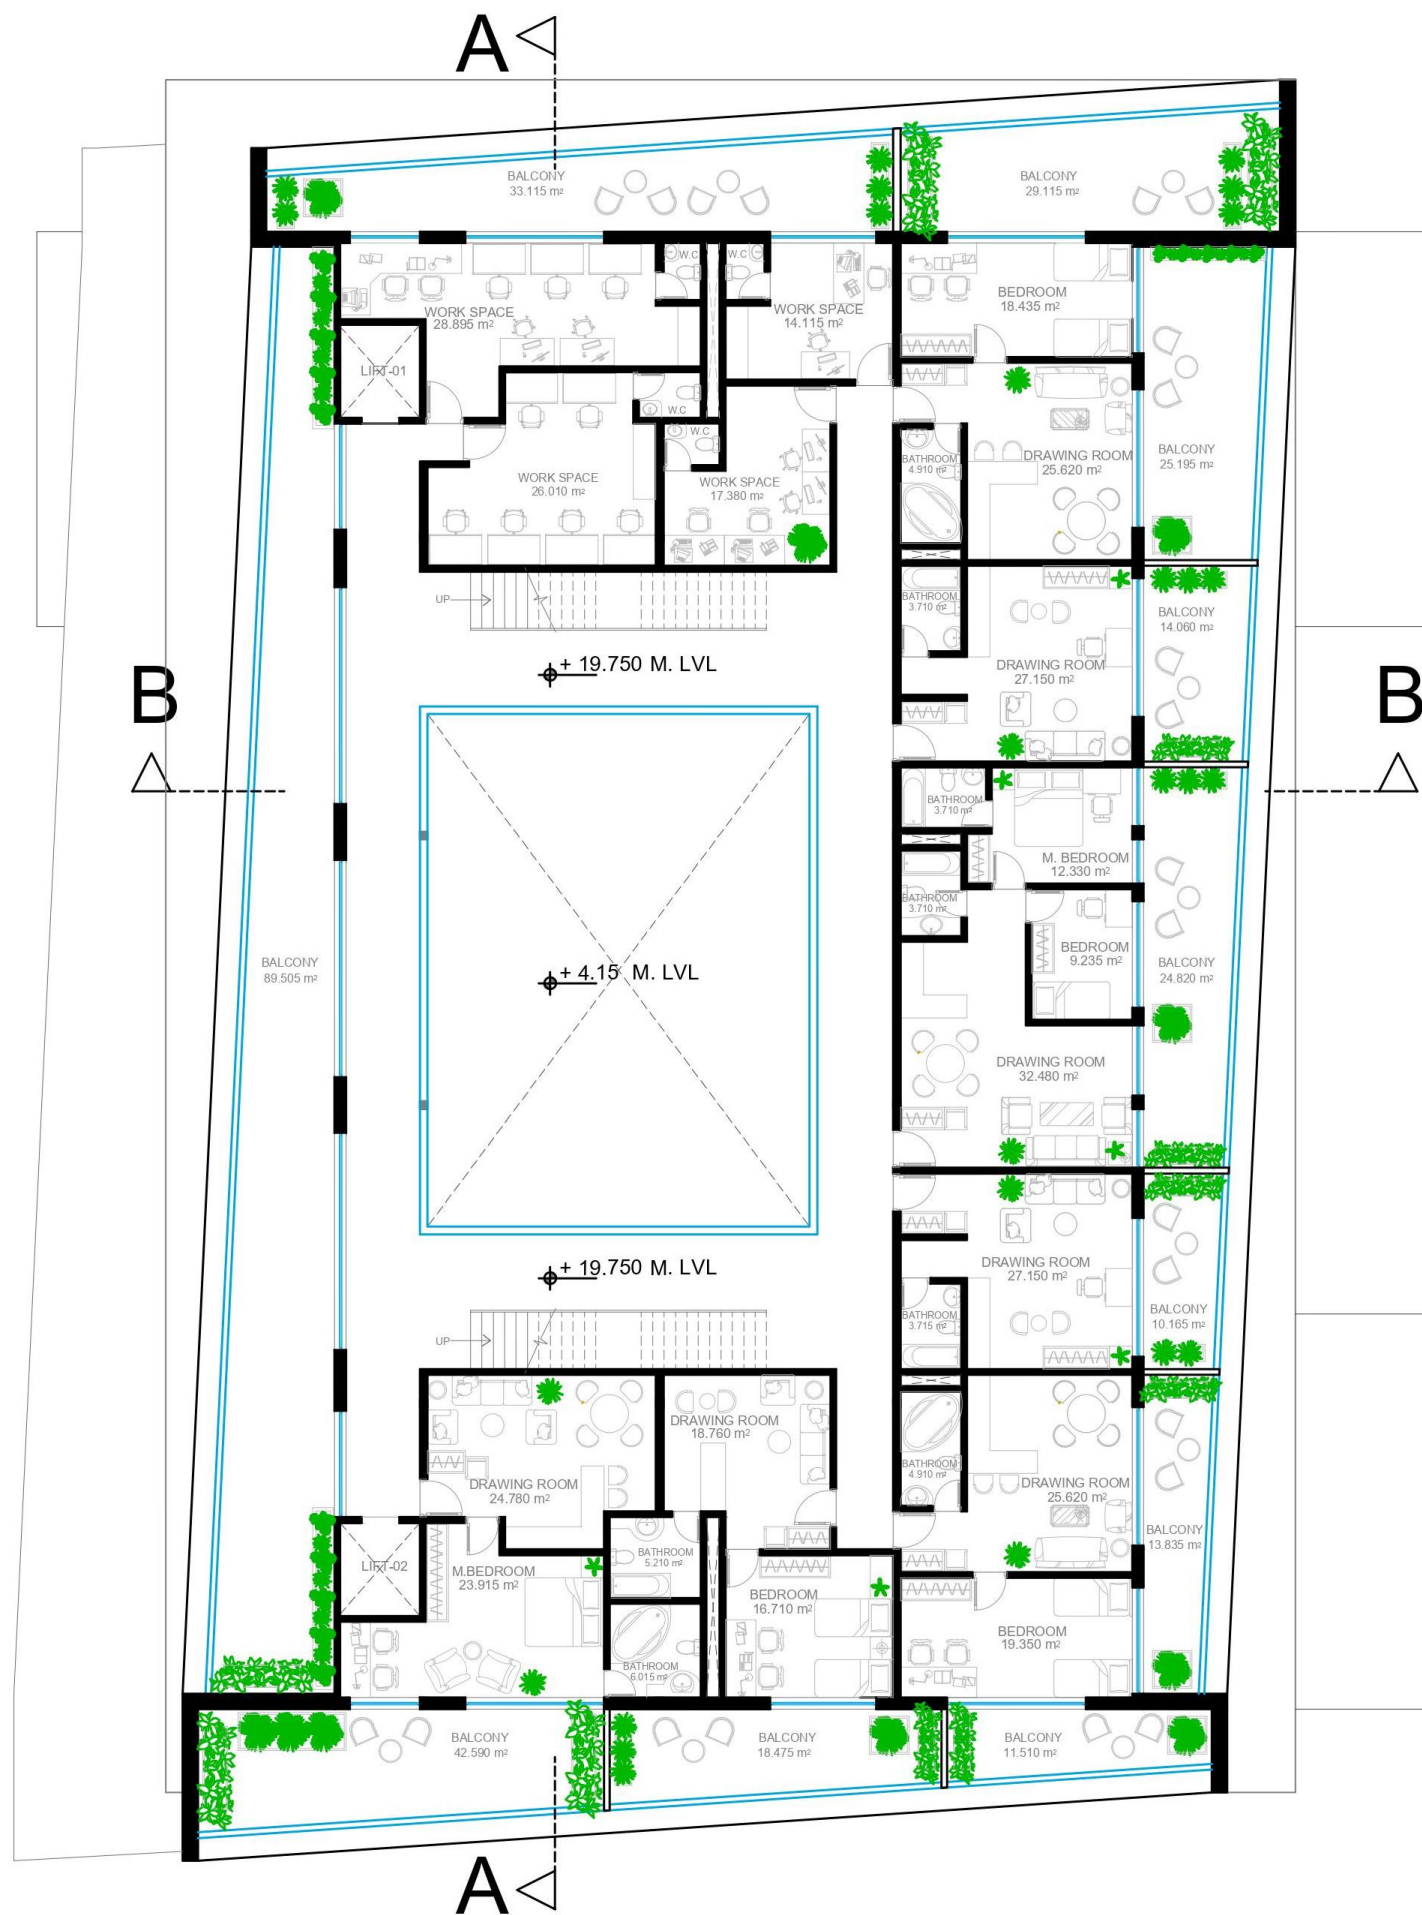 A
BALCONY
33.115 m²
BALCONY
29.115 m²
W.C
W.C
WORK SPACE
28.895 m²
WORK SPACE
14.115 m²
BEDROOM
18.435 m²
LIFT-01
W.C
W.C
WORK SPACE
26.010 m²
WORK SPACE
17.380 m²
BATHROOM
4.910 m²
DRAWING ROOM
25.620 m²
BALCONY
25.195 m²
UP
BATHROOM
3.710 m²
BALCONY
14.060 m²
+ 19.750 M. LVL
DRAWING ROOM
27.150 m²
B
B
BATHROOM
3.710 m²
M. BEDROOM
12.330 m²
BATHROOM
3.710 m²
BEDROOM
9.235 m²
BALCONY
89.505 m²
+ 4.15 M. LVL
BALCONY
24.820 m²
DRAWING ROOM
32.480 m²
+ 19.750 M. LVL
DRAWING ROOM
27.150 m²
BATHROOM
3.715 m²
BALCONY
10.165 m²
UP
DRAWING ROOM
18.760 m²
DRAWING ROOM
24.780 m²
BATHROOM
4.910 m²
DRAWING ROOM
25.620 m²
BALCONY
13.835 m²
LIFT-02
M.BEDROOM
23.915 m²
BATHROOM
5.210 m²
BEDROOM
16.710 m²
BEDROOM
19.350 m²
BATHROOM
6.015 m²
BALCONY
42.590 m²
BALCONY
18.475 m²
BALCONY
11.510 m²
A